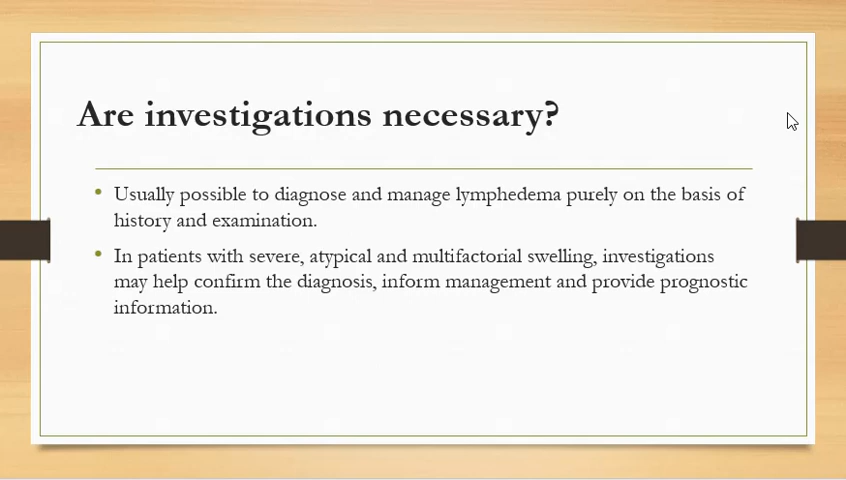 Are investigations necessary?
• Usually possible to diagnose and manage lymphedema purely on the basis of
history and examination.
• In patients with severe, atypical and multifactorial swelling, investigations
may help confirm the diagnosis, inform management and provide prognostic
information.